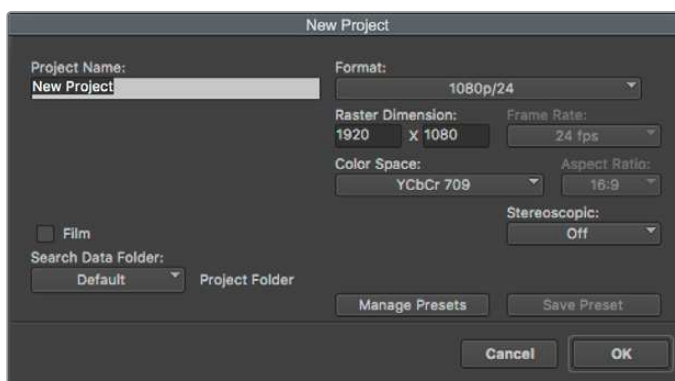 New Project
Project Name:
New Project
Format:
1080p/24
Raster Dimension:
Frame Rate:
1920 X 1080
24 fps
Color Space:
Aspect Ratio:
YCbCr 709
16:9
Stereoscopic:
Off
Film
Search Data Folder:
Default
Project Folder
Manage Presets
Save Preset
Cancel
OK